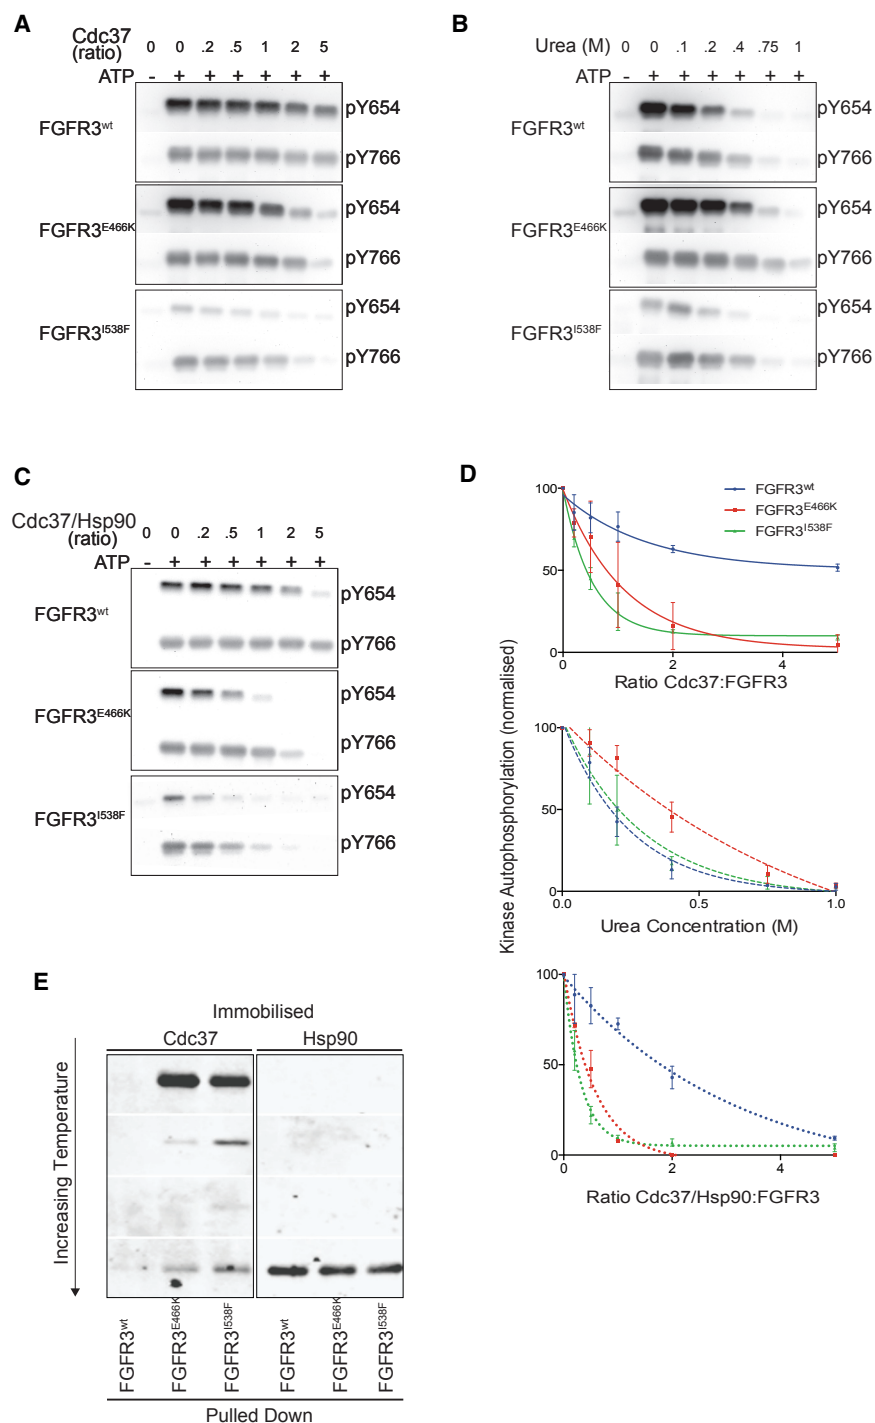 A
Cdc37
(ratio)
0 0 .2 .5 1 2 5
ATP - + + + + + +
FGFR3wt
pY654
pY766
FGFR3E466K
pY654
pY766
FGFR3I538F
pY654
pY766
B
Urea (M) 0 0 .1 .2 .4 .75 1
ATP - + + + + + +
FGFR3wt
pY654
pY766
FGFR3E466K
pY654
pY766
FGFR3I538F
pY654
pY766
C
Cdc37/Hsp90
(ratio)
0 0 .2 .5 1 2 5
ATP - + + + + + +
FGFR3wt
pY654
pY766
FGFR3E466K
pY654
pY766
FGFR3I538F
pY654
pY766
D
Kinase Autophosphorylation (normalised)
100
50
0
0 2 4
Ratio Cdc37:FGFR3
FGFR3wt
FGFR3E466K
FGFR3I538F
100
50
0
0.0 0.5 1.0
Urea Concentration (M)
100
50
0
0 2 4
Ratio Cdc37/Hsp90:FGFR3
E
Immobilised
Cdc37 Hsp90
Increasing Temperature
FGFR3wt FGFR3E466K FGFR3I538F FGFR3wt FGFR3E466K FGFR3I538F
Pulled Down